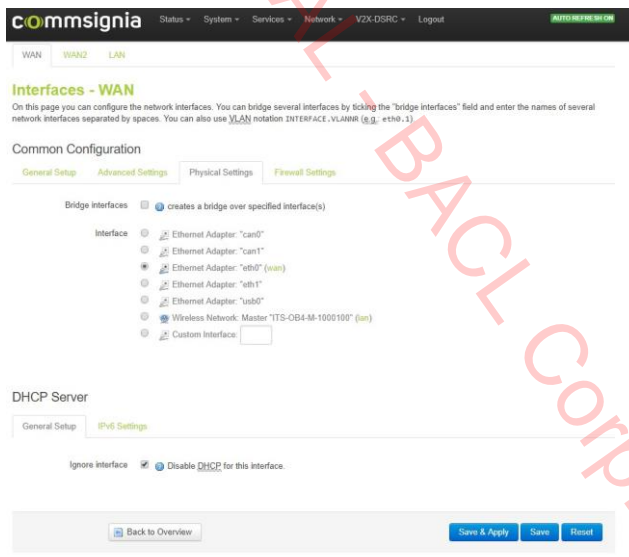 commsignia Status System Services Network V2X-DSRC Logout AUTO REFRESH ON
WAN WAN2 LAN
Interfaces - WAN
On this page you can configure the network interfaces. You can bridge several interfaces by ticking the "bridge interfaces" field and enter the names of several
network interfaces separated by spaces. You can also use VLAN notation INTERFACE.VLANNR (e.g.: eth0.1)
Common Configuration
General Setup Advanced Settings Physical Settings Firewall Settings
Bridge interfaces creates a bridge over specified interface(s)
Interface Ethernet Adapter: "can0"
Ethernet Adapter: "can1"
Ethernet Adapter: "eth0" (wan)
Ethernet Adapter: "eth1"
Ethernet Adapter: "usb0"
Wireless Network: Master "ITS-OB4-M-1000100" (lan)
Custom Interface:
DHCP Server
General Setup IPv6 Settings
Ignore interface Disable DHCP for this interface.
Back to Overview Save & Apply Save Reset
AL - BACL Corp